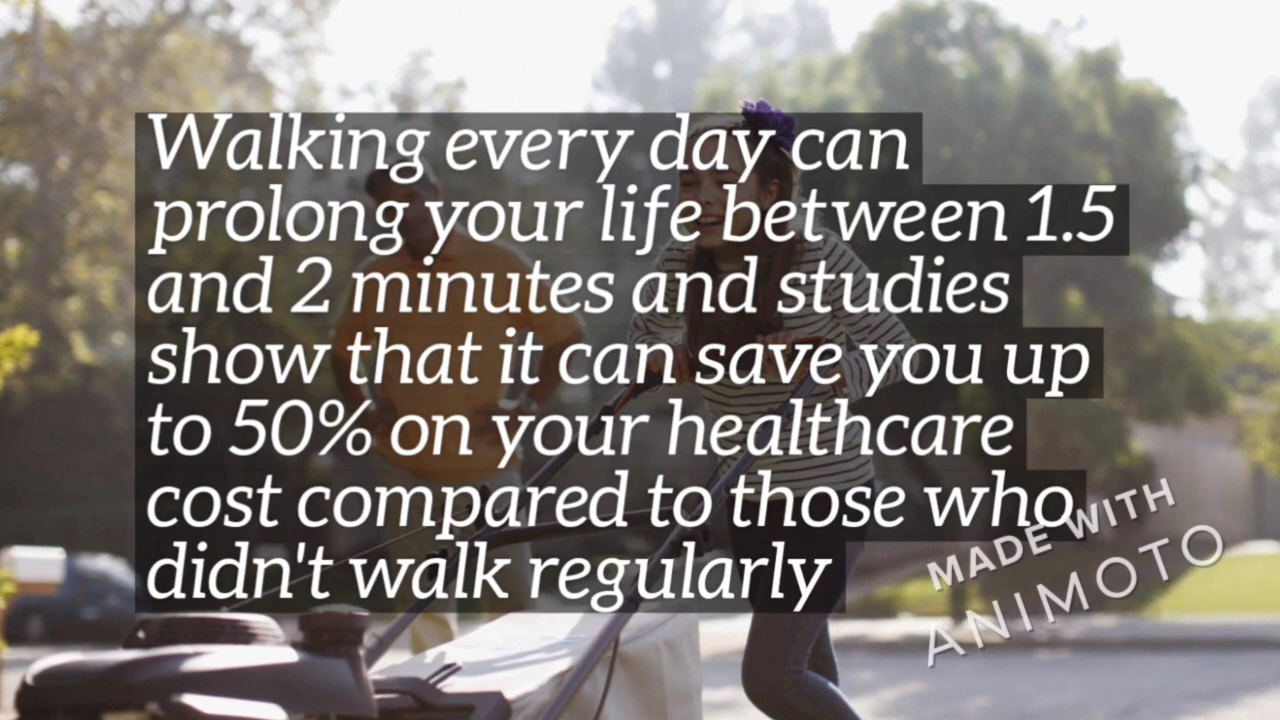 Walking every day can
prolong your life between 1.5
and 2 minutes and studies
show that it can save you up
to 50% on your healthcare
cost compared to those who
didn't walk regularly
MADE WITH
ANIMOTO